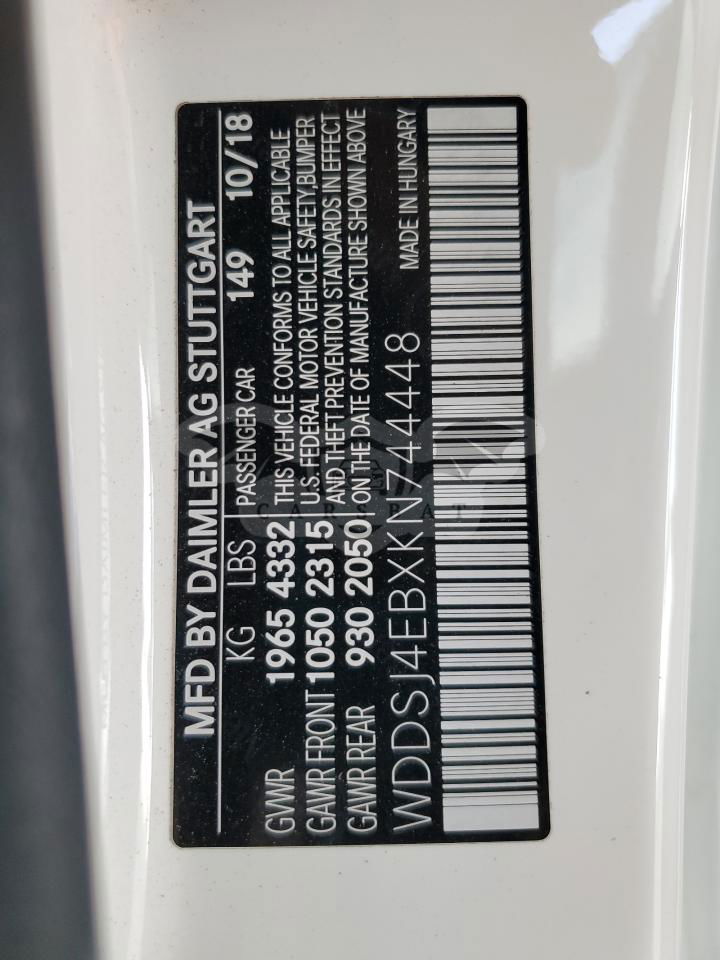 MFD BY DAIMLER AG STUTTGART
KG LBS PASSENGER CAR 149 10/18
GVWR 1965 4332 THIS VEHICLE CONFORMS TO ALL APPLICABLE
GAWR FRONT 1050 2315 U.S. FEDERAL MOTOR VEHICLE SAFETY,BUMPER
GAWR REAR 930 2050 AND THEFT PREVENTION STANDARDS IN EFFECT
ON THE DATE OF MANUFACTURE SHOWN ABOVE
WDDSJ4EBXKN744448 MADE IN HUNGARY
CARSBAT